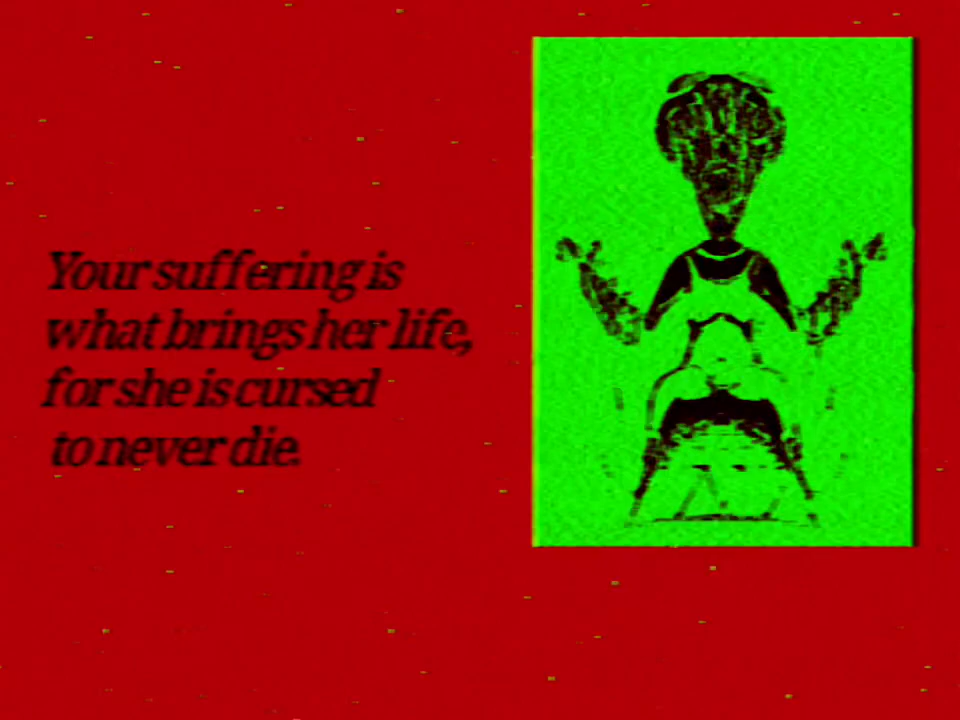 Your suffering is
what brings her life,
for she is cursed
to never die.